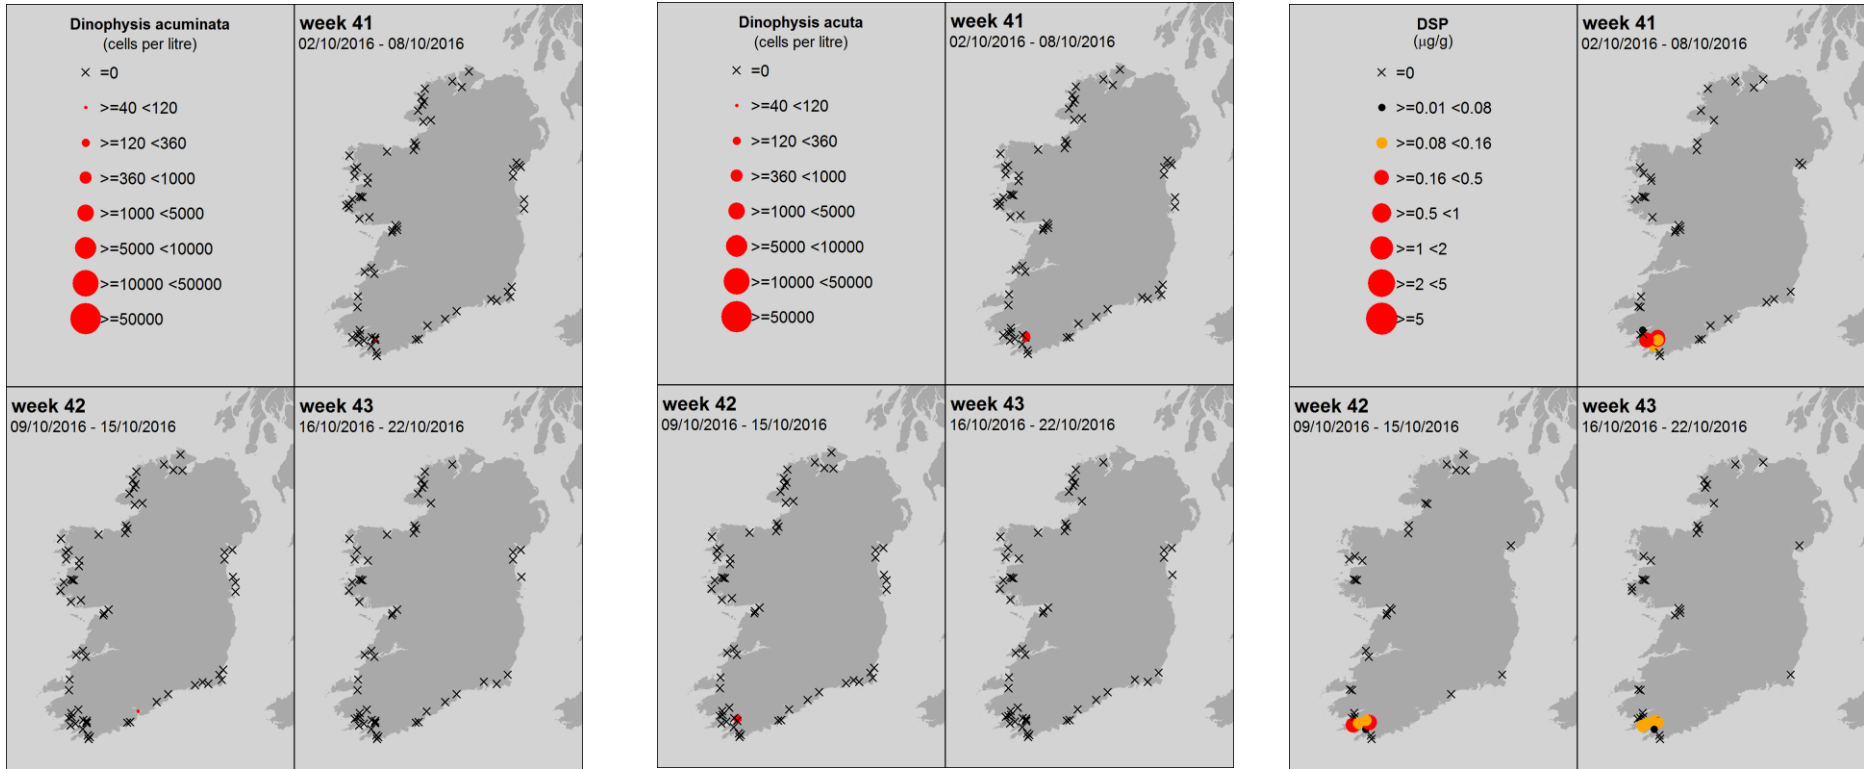 Dinophysis acuminata
(cells per litre)
=0
>=40 <120
>=120 <360
>=360 <1000
>=1000 <5000
>=5000 <10000
>=10000 <50000
>=50000
week 41
02/10/2016 - 08/10/2016
week 42
09/10/2016 - 15/10/2016
week 43
16/10/2016 - 22/10/2016
Dinophysis acuta
(cells per litre)
=0
>=40 <120
>=120 <360
>=360 <1000
>=1000 <5000
>=5000 <10000
>=10000 <50000
>=50000
week 41
02/10/2016 - 08/10/2016
week 42
09/10/2016 - 15/10/2016
week 43
16/10/2016 - 22/10/2016
DSP
(µg/g)
=0
>=0.01 <0.08
>=0.08 <0.16
>=0.16 <0.5
>=0.5 <1
>=1 <2
>=2 <5
>=5
week 41
02/10/2016 - 08/10/2016
week 42
09/10/2016 - 15/10/2016
week 43
16/10/2016 - 22/10/2016